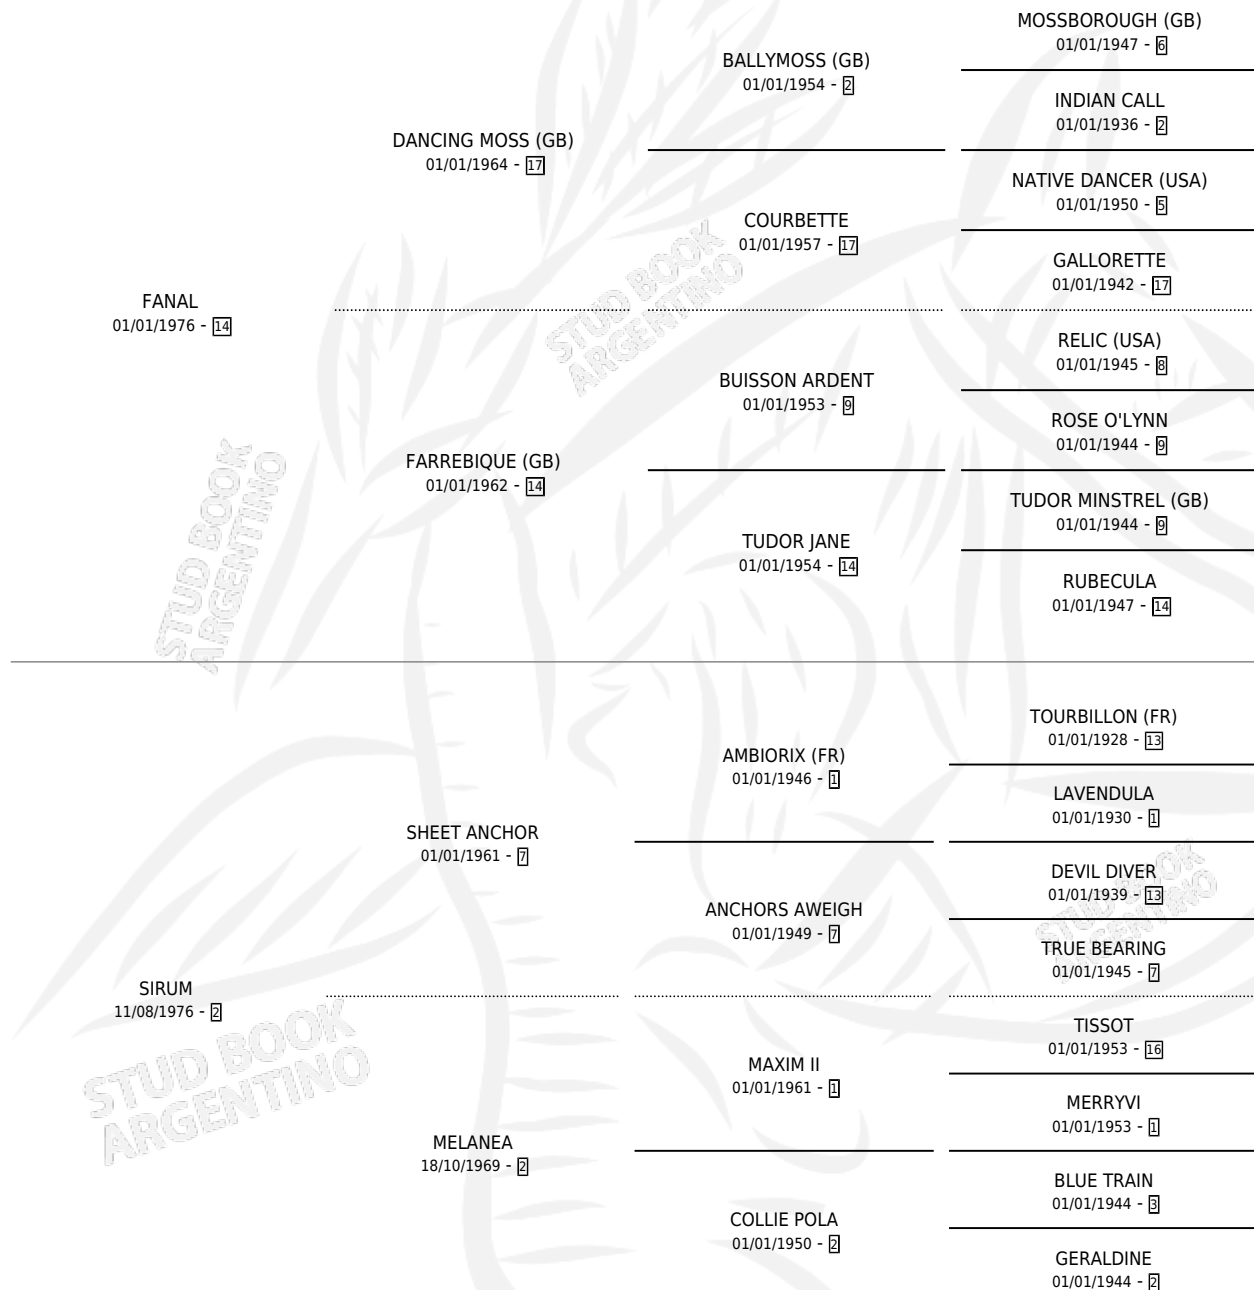 MOSSBOROUGH (GB)
01/01/1947 - 6
BALLYMOSS (GB)
01/01/1954 - 2
INDIAN CALL
01/01/1936 - 2
DANCING MOSS (GB)
01/01/1964 - 17
NATIVE DANCER (USA)
01/01/1950 - 5
COURBETTE
01/01/1957 - 17
GALLORETTE
01/01/1942 - 17
FANAL
01/01/1976 - 14
RELIC (USA)
01/01/1945 - 8
BUISSON ARDENT
01/01/1953 - 9
ROSE O'LYNN
01/01/1944 - 9
FARREBIQUE (GB)
01/01/1962 - 14
TUDOR MINSTREL (GB)
01/01/1944 - 9
TUDOR JANE
01/01/1954 - 14
RUBECULA
01/01/1947 - 14
TOURBILLON (FR)
01/01/1928 - 13
AMBIORIX (FR)
01/01/1946 - 1
LAVENDULA
01/01/1930 - 1
SHEET ANCHOR
01/01/1961 - 7
DEVIL DIVER
01/01/1939 - 13
ANCHORS AWEIGH
01/01/1949 - 7
TRUE BEARING
01/01/1945 - 7
SIRUM
11/08/1976 - 2
TISSOT
01/01/1953 - 16
MAXIM II
01/01/1961 - 1
MERRYVI
01/01/1953 - 1
MELANEA
18/10/1969 - 2
BLUE TRAIN
01/01/1944 - 3
COLLIE POLA
01/01/1950 - 2
GERALDINE
01/01/1944 - 2
STUD BOOK
ARGENTINO
STUD BOOK
ARGENTINO
STUD BOOK
ARGENTINO
STUD BOOK
ARGENTINO